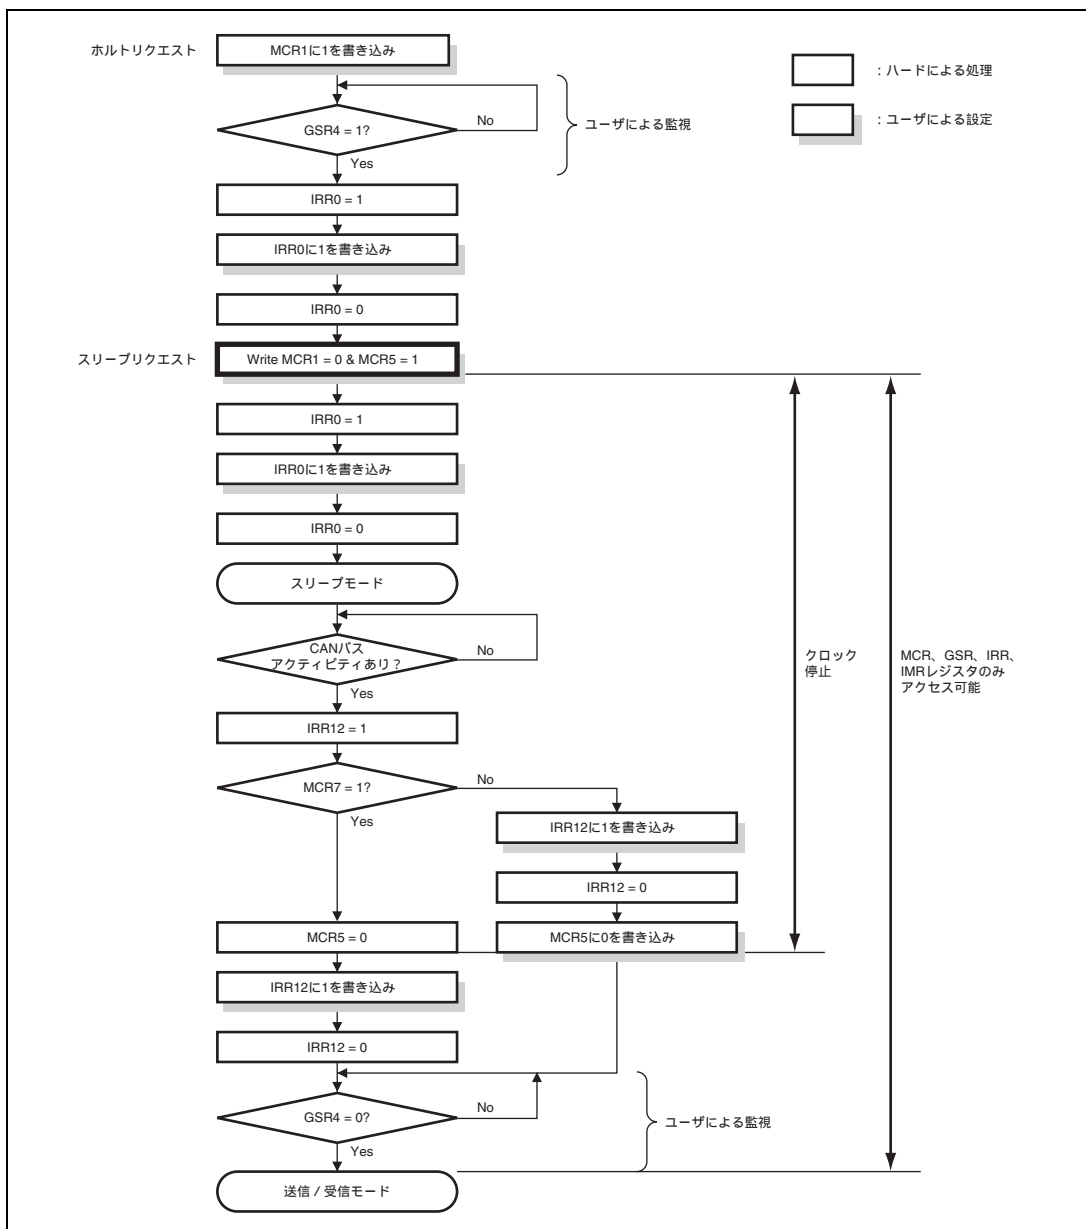 ホルトリクエスト
MCR1に1を書き込み
: ハードによる処理
: ユーザによる設定
GSR4 = 1?
No
ユーザによる監視
Yes
IRR0 = 1
IRR0に1を書き込み
IRR0 = 0
スリープリクエスト
Write MCR1 = 0 & MCR5 = 1
IRR0 = 1
IRR0に1を書き込み
IRR0 = 0
スリープモード
CANバス
アクティビティあり?
No
Yes
クロック
停止
MCR、GSR、IRR、
IMRレジスタのみ
アクセス可能
IRR12 = 1
MCR7 = 1?
No
Yes
IRR12に1を書き込み
IRR12 = 0
MCR5 = 0
MCR5に0を書き込み
IRR12に1を書き込み
IRR12 = 0
GSR4 = 0?
No
ユーザによる監視
Yes
送信 / 受信モード